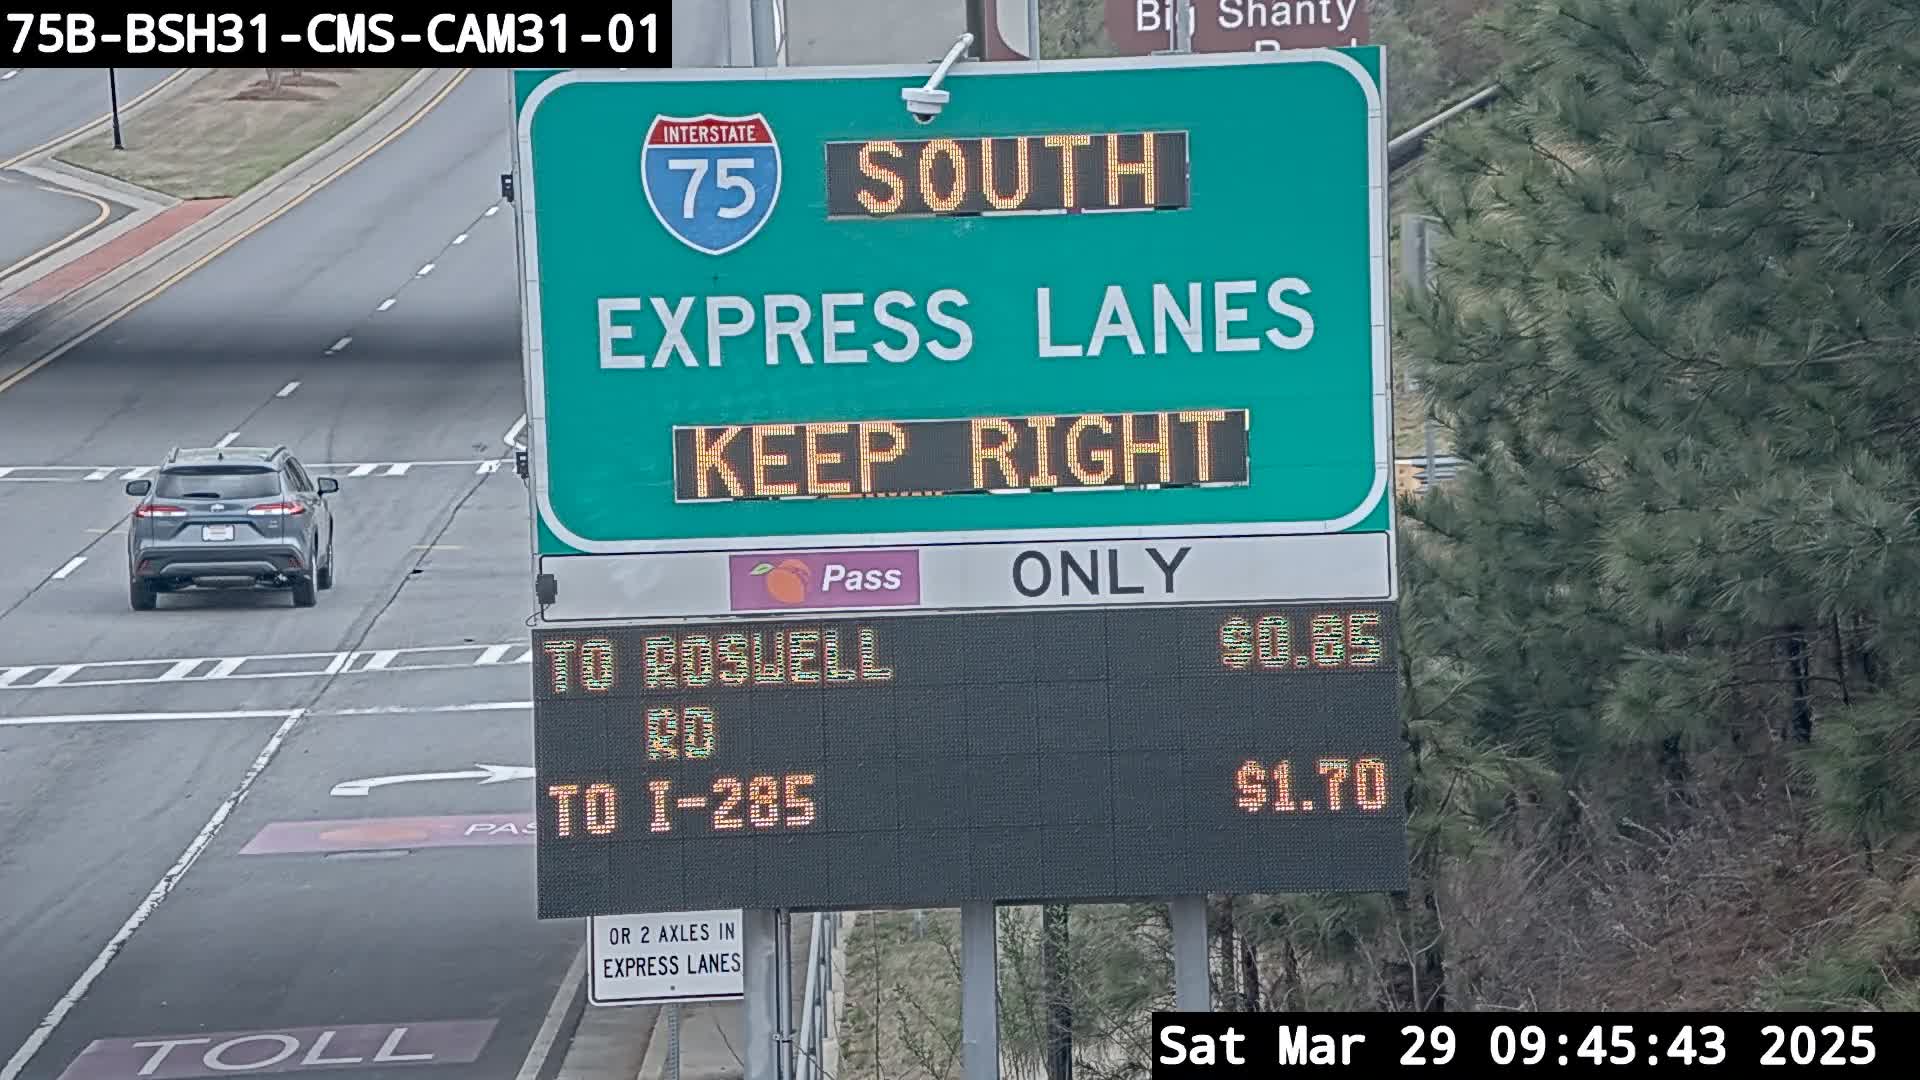 75B-BSH31-CMS-CAM31-01
Big Shanty
INTERSTATE
75
SOUTH
EXPRESS LANES
KEEP RIGHT
Pass ONLY
TO ROSWELL $0.85
RD
TO I-285 $1.70
OR 2 AXLES IN
EXPRESS LANES
TOLL
Sat Mar 29 09:45:43 2025